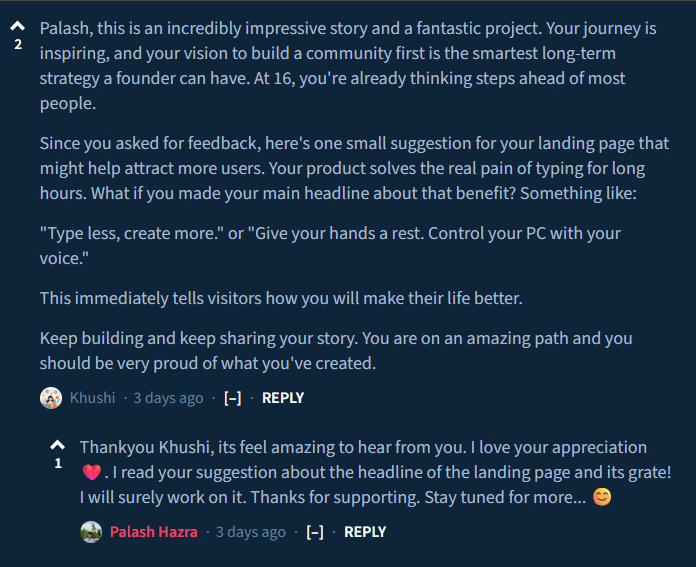 Palash, this is an incredibly impressive story and a fantastic project. Your journey is
2
inspiring, and your vision to build a community first is the smartest long-term
strategy a founder can have. At 16, you're already thinking steps ahead of most
people.
Since you asked for feedback, here's one small suggestion for your landing page that
might help attract more users. Your product solves the real pain of typing for long
hours. What if you made your main headline about that benefit? Something like:
"Type less, create more." or "Give your hands a rest. Control your PC with your
voice."
This immediately tells visitors how you will make their life better.
Keep building and keep sharing your story. You are on an amazing path and you
should be very proud of what you've created.
Khushi · 3 days ago · [–] · REPLY
Thankyou Khushi, its feel amazing to hear from you. I love your appreciation
1
💗. I read your suggestion about the headline of the landing page and its grate!
I will surely work on it. Thanks for supporting. Stay tuned for more... 😊
Palash Hazra · 3 days ago · [–] · REPLY